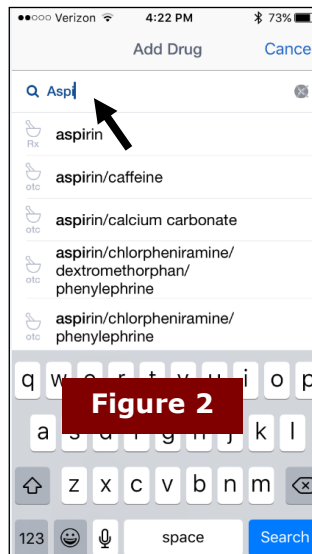 Verizon 4:22 PM 73%
Add Drug Cance
Aspi
Rx aspirin
otc aspirin/caffeine
otc aspirin/calcium carbonate
aspirin/chlorpheniramine/
otc dextromethorphan/
phenylephrine
aspirin/chlorpheniramine/
otc phenylephrine
q w e r t y u i o p
Figure 2
a s d f g h j k l
z x c v b n m
123 space Search